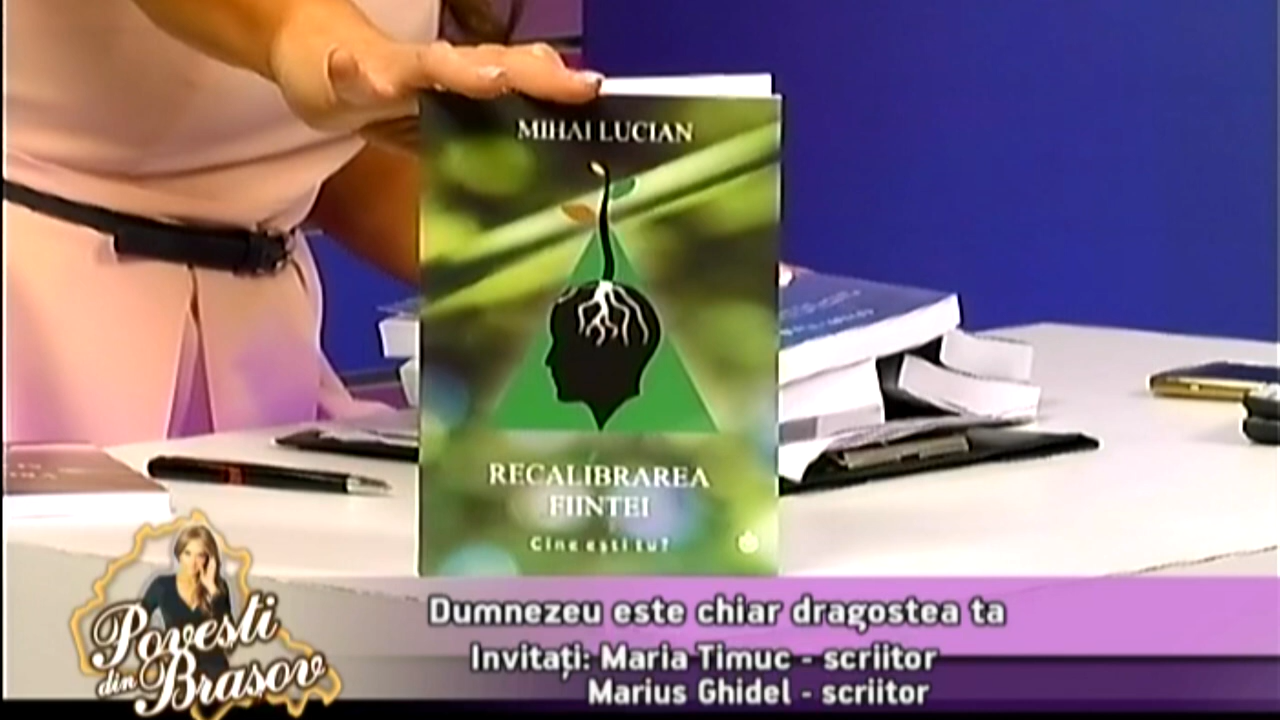 MIHAI LUCIAN
RECALIBRAREA
FIINTEI
Cine ești tu?
Povești
din Brasov
Dumnezeu este chiar dragostea ta
Invitați: Maria Timuc - scriitor
Marius Ghidel - scriitor